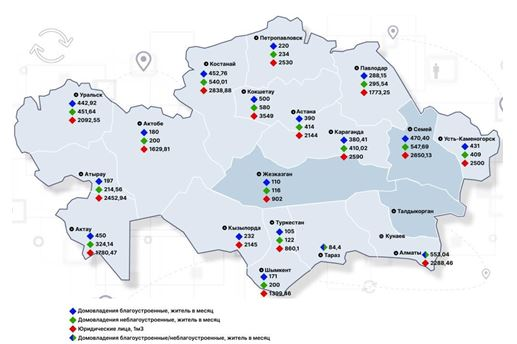 Петропавловск
220
234
2530
Костанай
452,76
540,01
2838,88
Павлодар
288,15
295,54
1773,25
Кокшетау
500
580
3549
Уральск
442,92
451,64
2092,55
Астана
390
414
2144
Актобе
180
200
1629,81
Караганда
380,41
410,02
2590
Семей
470,40
547,69
2650,13
Усть-Каменогорск
431
409
2500
Атырау
197
214,56
2452,94
Жезказган
110
116
902
Талдыкорган
Актау
450
324,14
1780,47
Кызылорда
232
2145
Туркестан
105
122
860,1
Кунаев
84,4
Тараз
Алматы
553,04
2288,46
Шымкент
171
200
1399,46
Домовладения благоустроенные, житель в месяц
Домовладения неблагоустроенные, житель в месяц
Юридические лица, 1м3
Домовладения благоустроенные/неблагоустроенные, житель в месяц